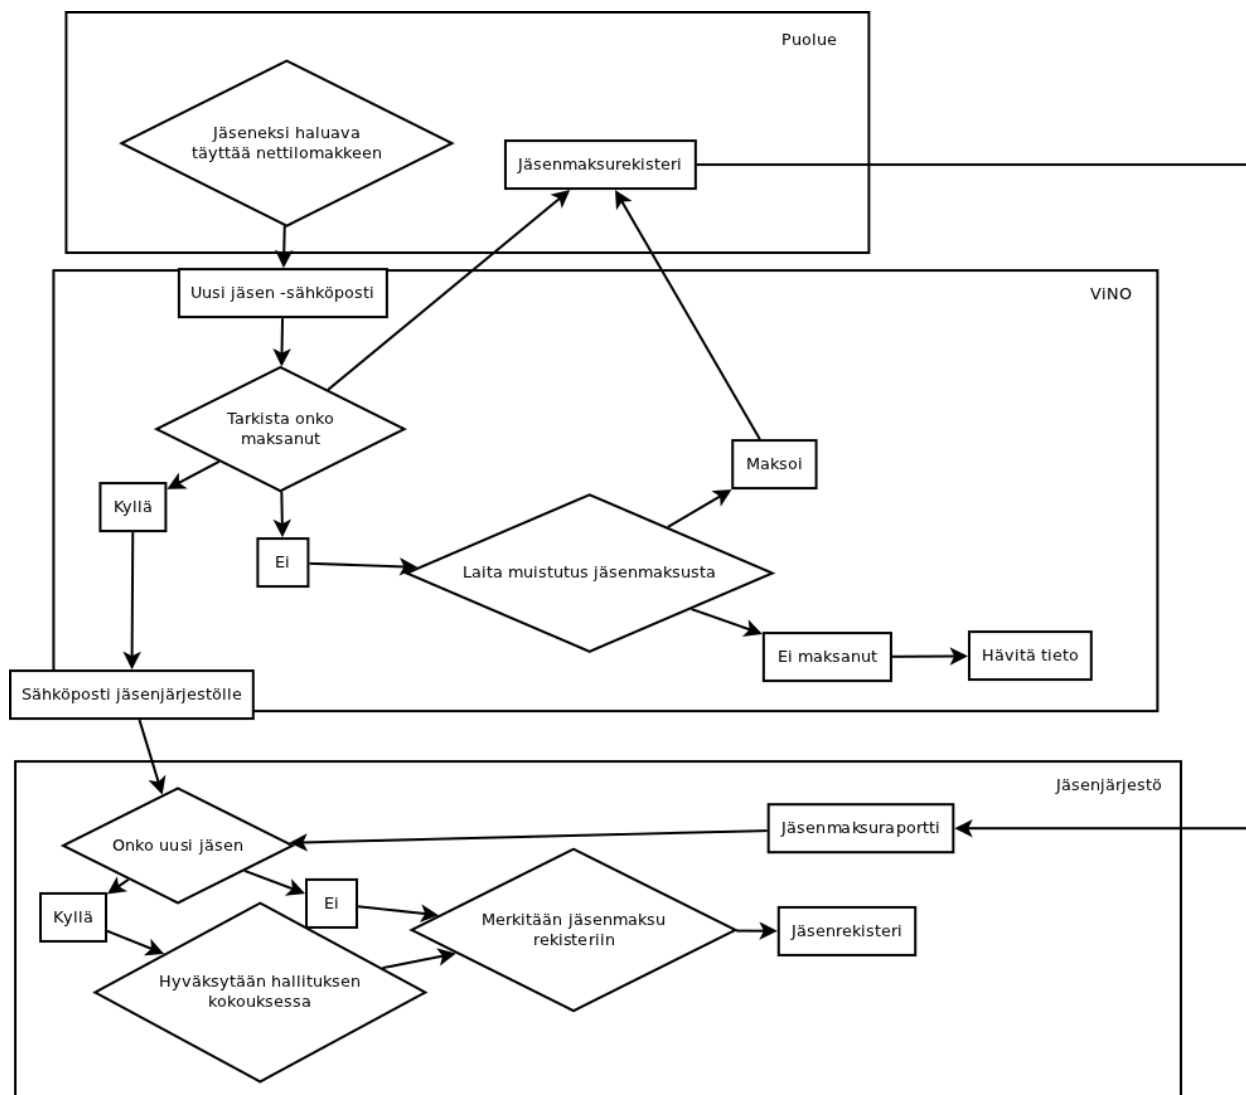 Puolue
Jäseneksi haluava
täyttää nettilomakkeen
Jäsenmaksurekisteri
Uusi jäsen -sähköposti
ViNO
Tarkista onko
maksanut
Maksoi
Kyllä
Ei
Laita muistutus jäsenmaksusta
Ei maksanut
Hävitä tieto
Sähköposti jäsenjärjestölle
Jäsenjärjestö
Jäsenmaksuraportti
Onko uusi jäsen
Kyllä
Ei
Merkitään jäsenmaksu
rekisteriin
Jäsenrekisteri
Hyväksytään hallituksen
kokouksessa